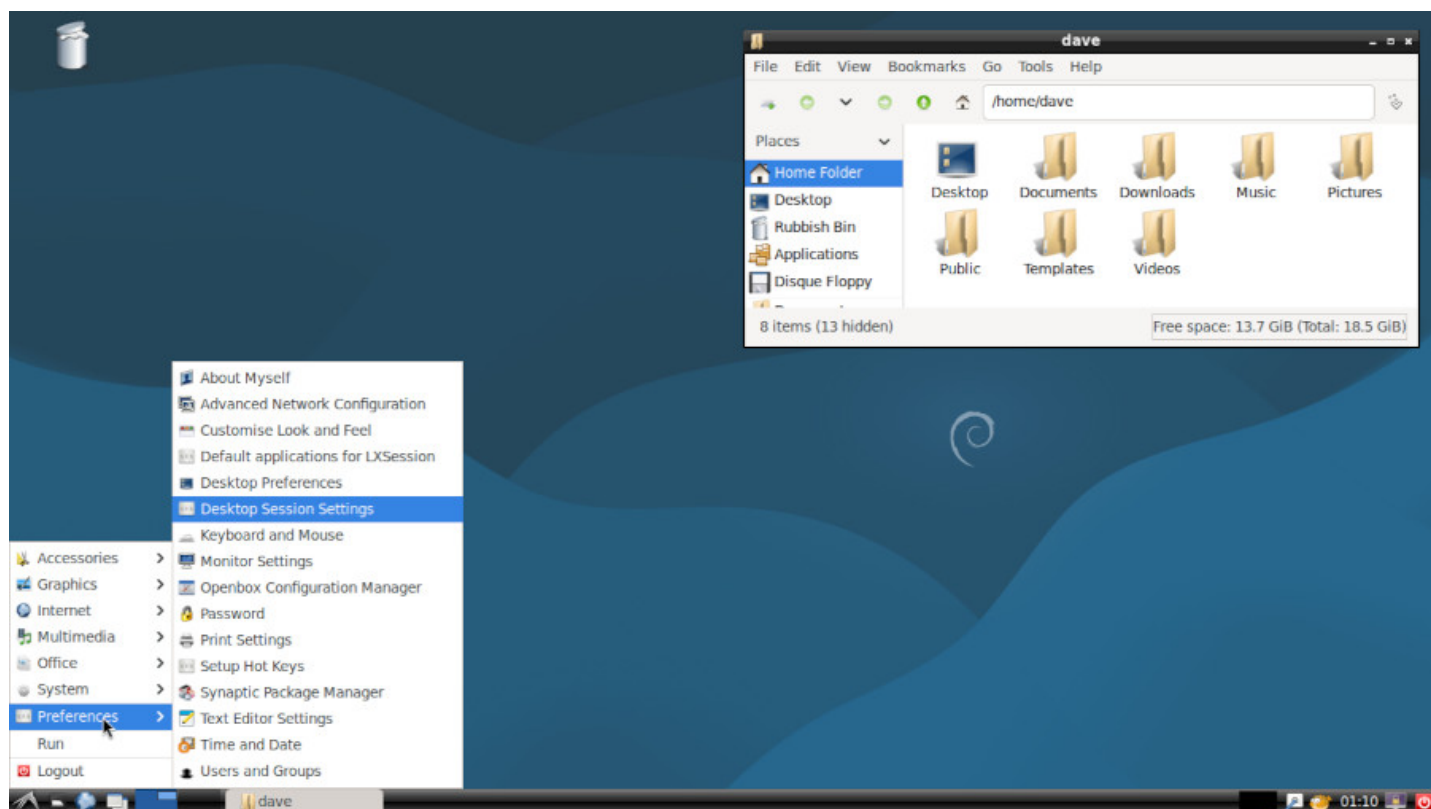 dave
File Edit View Bookmarks Go Tools Help
/home/dave
Places
Home Folder
Desktop
Rubbish Bin
Applications
Disque Floppy
Desktop Documents Downloads Music Pictures
Public Templates Videos
8 items (13 hidden)
Free space: 13.7 GiB (Total: 18.5 GiB)
About Myself
Advanced Network Configuration
Customise Look and Feel
Default applications for LXSession
Desktop Preferences
Desktop Session Settings
Keyboard and Mouse
Monitor Settings
Openbox Configuration Manager
Password
Print Settings
Setup Hot Keys
Synaptic Package Manager
Text Editor Settings
Time and Date
Users and Groups
Accessories
Graphics
Internet
Multimedia
Office
System
Preferences
Run
Logout
dave
01:10